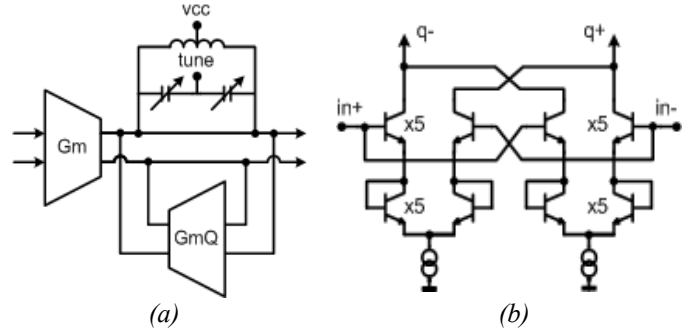 vcc
tune
Gm
GmQ
(a)
q- q+
in+ in-
x5 x5
x5 x5
(b)